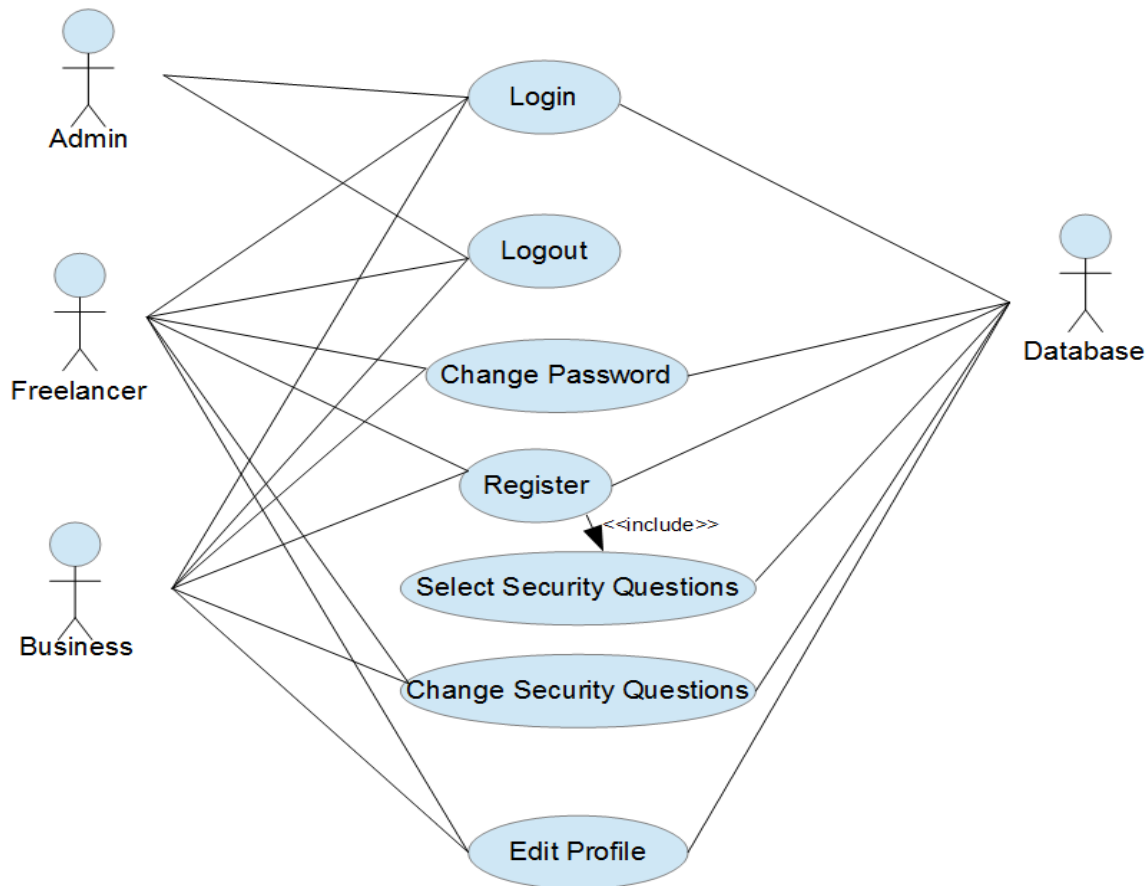 Admin
Login
Logout
Freelancer
Database
Change Password
Register
<<include>>
Select Security Questions
Business
Change Security Questions
Edit Profile